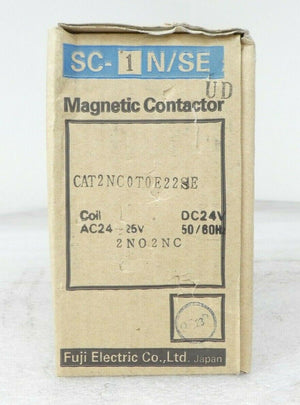 SC-1N/SE
UD
Magnetic Contactor
CAT2NC0T0E22SE
Coil DC24V
AC24-25V 50/60Hz
2NO2NC
Fuji Electric Co.,Ltd. Japan